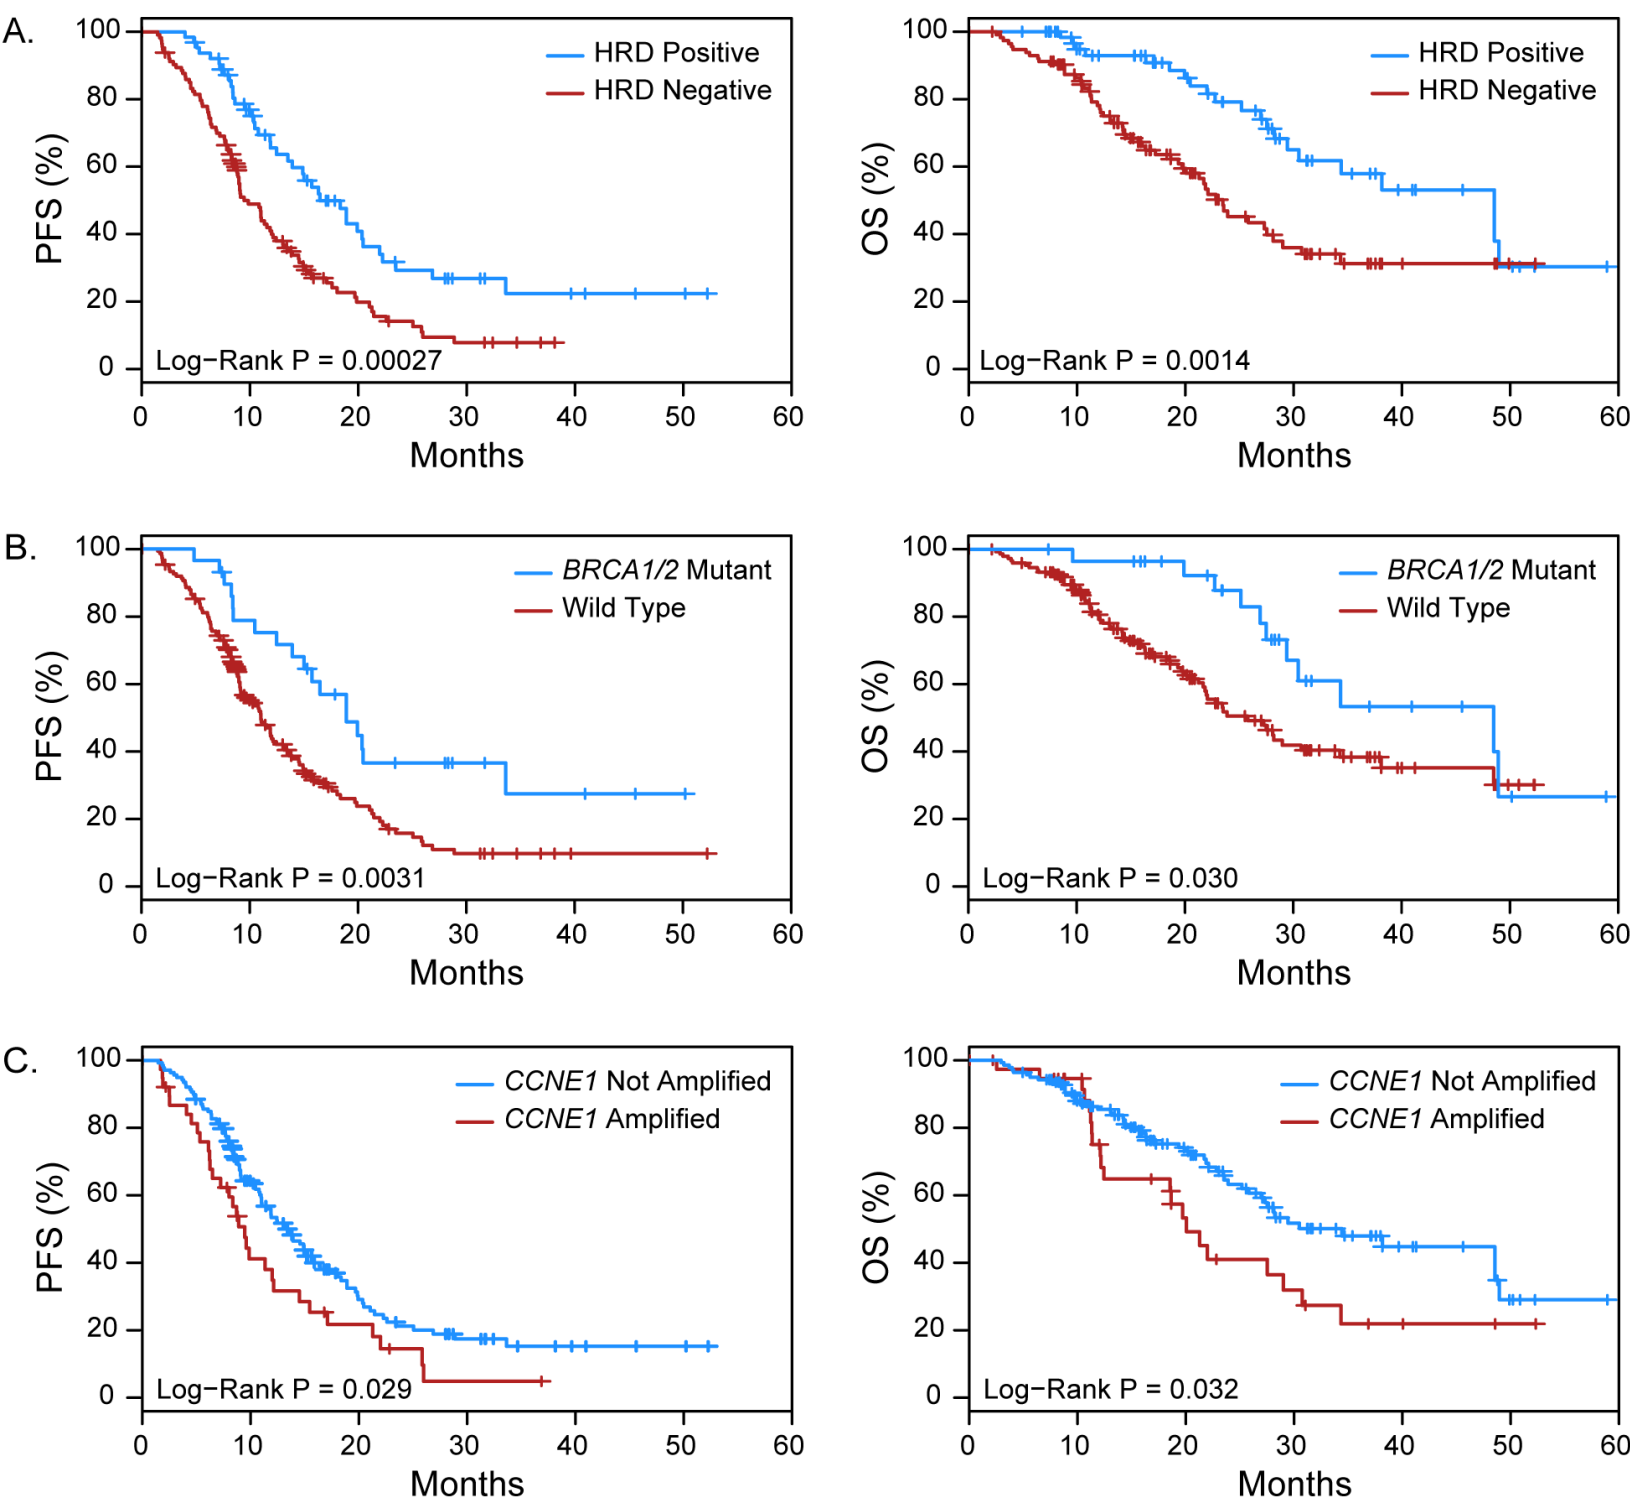 A.
100
80
60
40
20
0
PFS (%)
HRD Positive
HRD Negative
Log−Rank P = 0.00027
0 10 20 30 40 50 60
Months
100
80
60
40
20
0
OS (%)
HRD Positive
HRD Negative
Log−Rank P = 0.0014
0 10 20 30 40 50 60
Months
B.
100
80
60
40
20
0
PFS (%)
BRCA1/2 Mutant
Wild Type
Log−Rank P = 0.0031
0 10 20 30 40 50 60
Months
100
80
60
40
20
0
OS (%)
BRCA1/2 Mutant
Wild Type
Log−Rank P = 0.030
0 10 20 30 40 50 60
Months
C.
100
80
60
40
20
0
PFS (%)
CCNE1 Not Amplified
CCNE1 Amplified
Log−Rank P = 0.029
0 10 20 30 40 50 60
Months
100
80
60
40
20
0
OS (%)
CCNE1 Not Amplified
CCNE1 Amplified
Log−Rank P = 0.032
0 10 20 30 40 50 60
Months